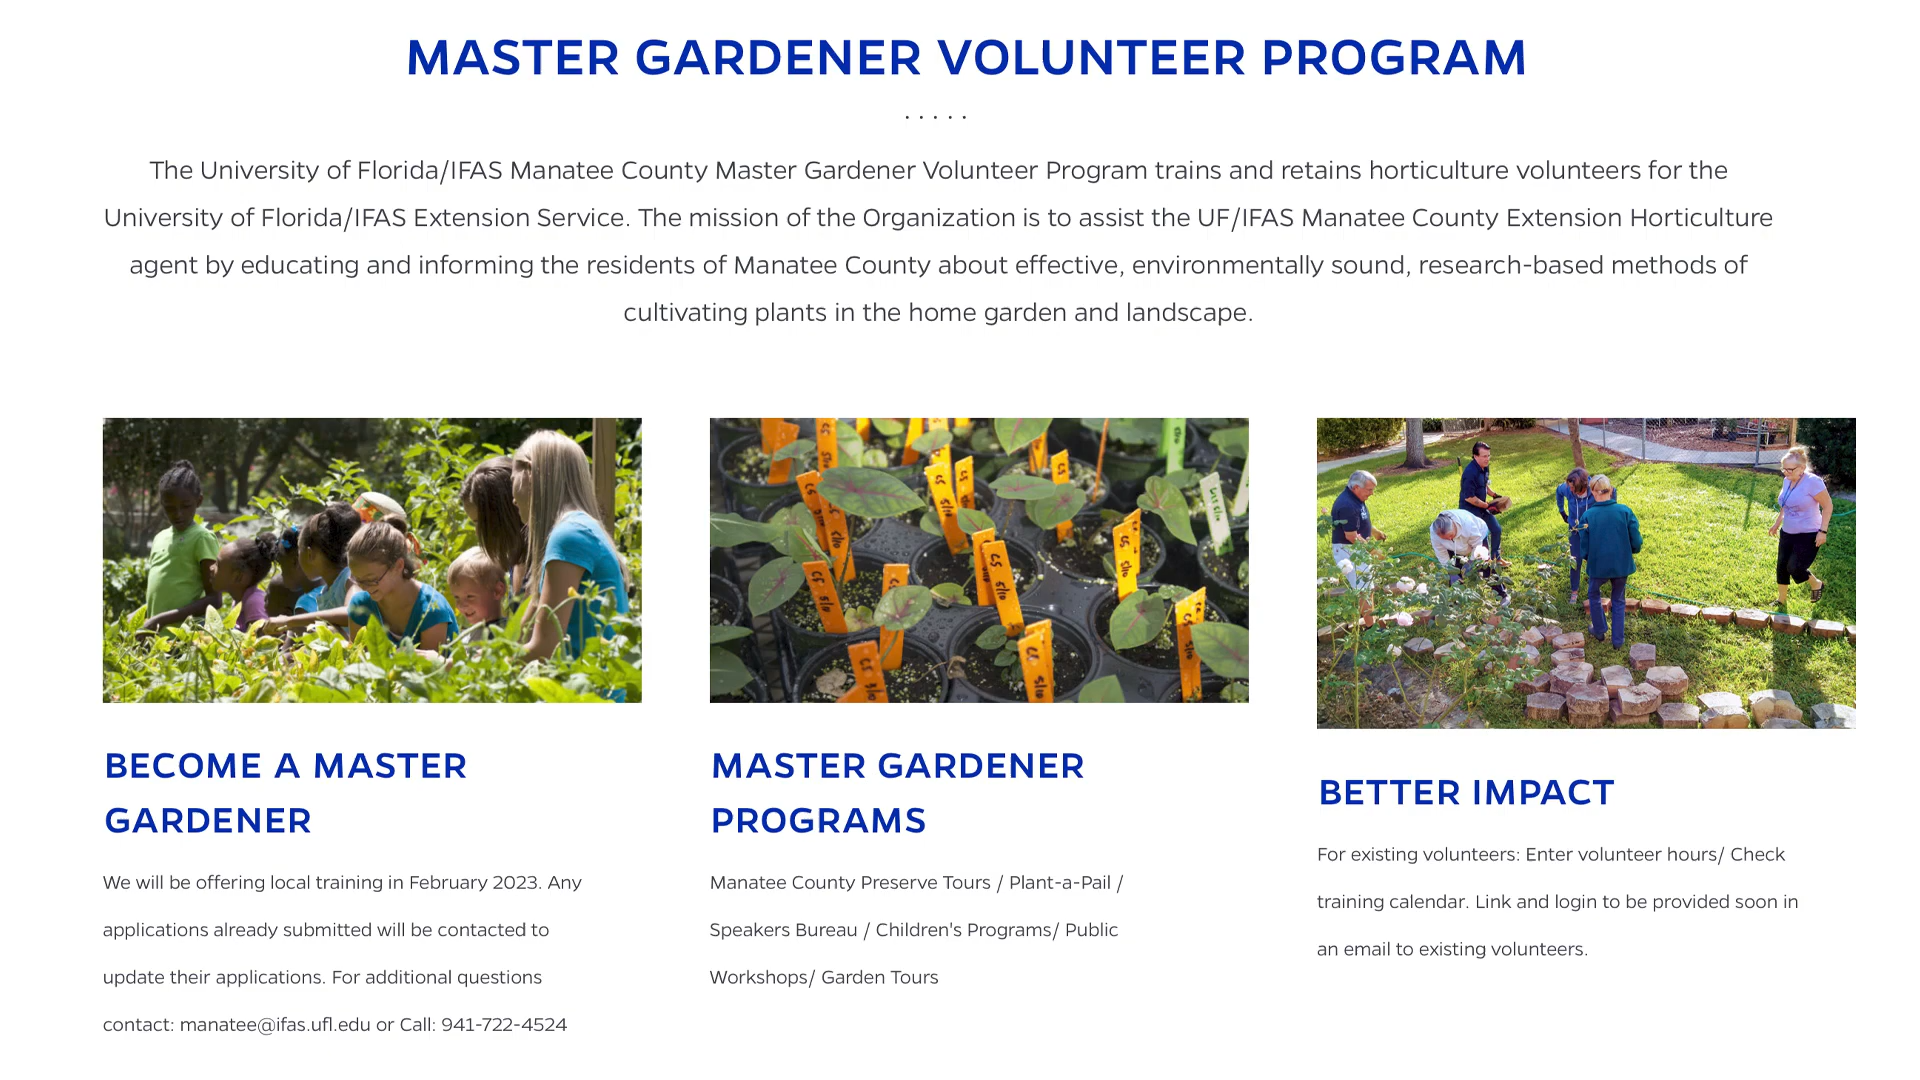 MASTER GARDENER VOLUNTEER PROGRAM
. . . . .
The University of Florida/IFAS Manatee County Master Gardener Volunteer Program trains and retains horticulture volunteers for the
University of Florida/IFAS Extension Service. The mission of the Organization is to assist the UF/IFAS Manatee County Extension Horticulture
agent by educating and informing the residents of Manatee County about effective, environmentally sound, research-based methods of
cultivating plants in the home garden and landscape.
BECOME A MASTER
GARDENER
We will be offering local training in February 2023. Any
applications already submitted will be contacted to
update their applications. For additional questions
contact: manatee@ifas.ufl.edu or Call: 941-722-4524
MASTER GARDENER
PROGRAMS
Manatee County Preserve Tours / Plant-a-Pail /
Speakers Bureau / Children's Programs/ Public
Workshops/ Garden Tours
BETTER IMPACT
For existing volunteers: Enter volunteer hours/ Check
training calendar. Link and login to be provided soon in
an email to existing volunteers.